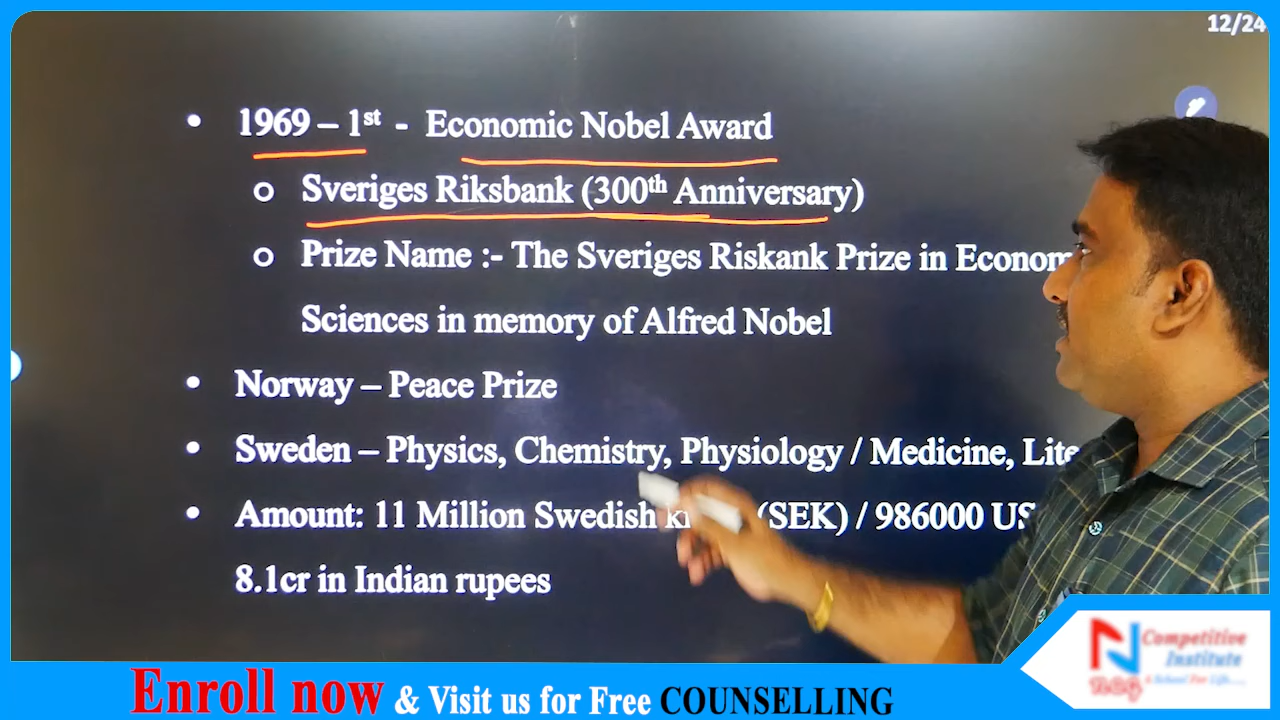 12/24
• 1969 – 1st - Economic Nobel Award
o Sveriges Riksbank (300th Anniversary)
o Prize Name :- The Sveriges Riskank Prize in Econom
Sciences in memory of Alfred Nobel
• Norway – Peace Prize
• Sweden – Physics, Chemistry, Physiology / Medicine, Lite
• Amount: 11 Million Swedish (SEK) / 986000 US
8.1cr in Indian rupees
Competitive
Institute
A School For Life....
Enroll now & Visit us for Free COUNSELLING